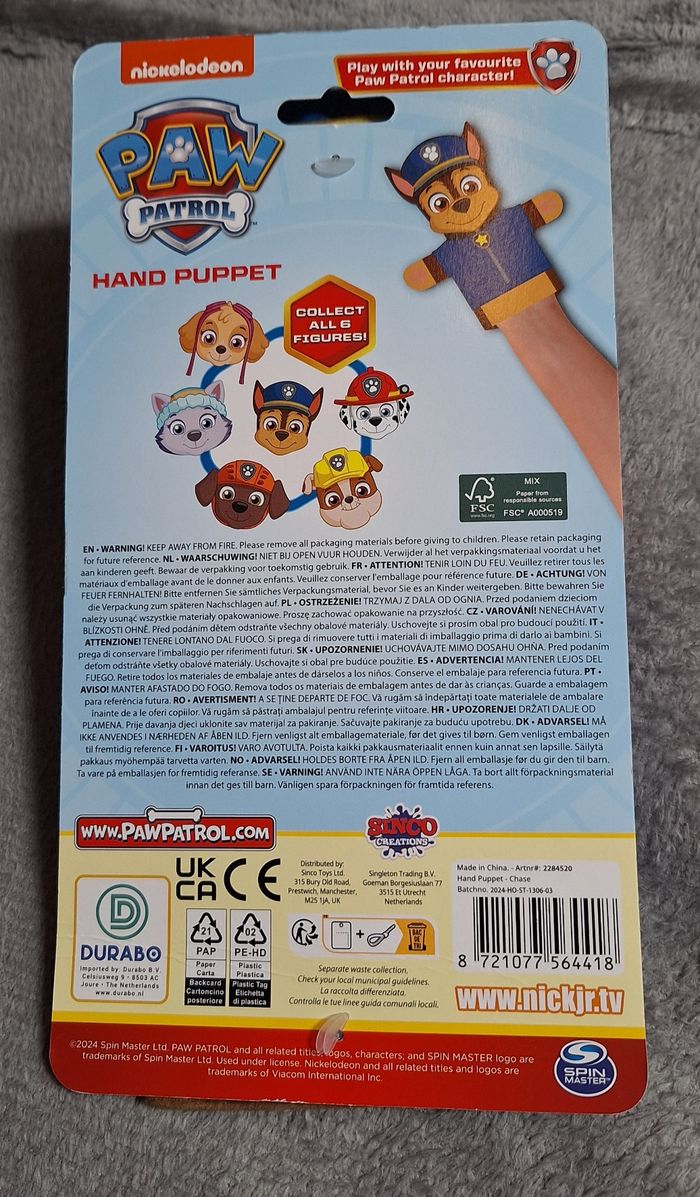 nickelodeon
Play with your favourite
Paw Patrol character!
PAW
PATROL
HAND PUPPET
COLLECT
ALL 6
FIGURES!
FSC
www.fsc.org
MIX
Paper from
responsible sources
FSC® A000519
EN • WARNING! KEEP AWAY FROM FIRE. Please remove all packaging materials before giving to children. Please retain packaging
for future reference. NL • WAARSCHUWING! NIET BIJ OPEN VUUR HOUDEN. Verwijder al het verpakkingsmateriaal voordat u het
aan kinderen geeft. Bewaar de verpakking voor toekomstig gebruik. FR • ATTENTION! TENIR LOIN DU FEU. Veuillez retirer tous les
matériaux d'emballage avant de le donner aux enfants. Veuillez conserver l'emballage pour référence future. DE • ACHTUNG! VON
FEUER FERNHALTEN! Bitte entfernen Sie sämtliches Verpackungsmaterial, bevor Sie es an Kinder weitergeben. Bitte bewahren Sie
die Verpackung zum späteren Nachschlagen auf. PL • OSTRZEŻENIE! TRZYMAJ Z DALA OD OGNIA. Przed podaniem dzieciom
należy usunąć wszystkie materiały opakowaniowe. Proszę zachować opakowanie na przyszłość. CZ • VAROVÁNÍ! NENECHÁVAT V
BLÍZKOSTI OHNĚ. Před podáním dětem odstraňte všechny obalové materiály. Uschovejte si prosím obal pro budoucí použití. IT •
ATTENZIONE! TENERE LONTANO DAL FUOCO. Si prega di rimuovere tutti i materiali di imballaggio prima di darlo ai bambini. Si
prega di conservare l'imballaggio per riferimenti futuri. SK • UPOZORNENIE! UCHOVÁVAJTE MIMO DOSAHU OHŇA. Pred podaním
deťom odstráňte všetky obalové materiály. Uschovajte si obal pre budúce použitie. ES • ADVERTENCIA! MANTENER LEJOS DEL
FUEGO. Retire todos los materiales de embalaje antes de dárselos a los niños. Conserve el embalaje para referencia futura. PT •
AVISO! MANTER AFASTADO DO FOGO. Remova todos os materiais de embalagem antes de dar às crianças. Guarde a embalagem
para referência futura. RO • AVERTISMENT! A SE ȚINE DEPARTE DE FOC. Vă rugăm să îndepărtați toate materialele de ambalare
înainte de a le oferi copiilor. Vă rugăm să păstrați ambalajul pentru referințe viitoare. HR • UPOZORENJE! DRŽATI DALJE OD
PLAMENA. Prije davanja djeci uklonite sav materijal za pakiranje. Sačuvajte pakiranje za buduću upotrebu. DK • ADVARSEL! MÅ
IKKE ANVENDES I NÆRHEDEN AF ÅBEN ILD. Fjern venligst alt emballagemateriale, før det gives til børn. Gem venligst emballagen
til fremtidig reference. FI • VAROITUS! VARO AVOTULTA. Poista kaikki pakkausmateriaalit ennen kuin annat sen lapsille. Säilytä
pakkaus myöhempää tarvetta varten. NO • ADVARSEL! HOLDES BORTE FRA ÅPEN ILD. Fjern all emballasje før du gir den til barn.
Ta vare på emballasjen for fremtidig referanse. SE • VARNING! ANVÄND INTE NÄRA ÖPPEN LÅGA. Ta bort allt förpackningsmaterial
innan det ges till barn. Vänligen spara förpackningen för framtida referens.
www.PawPatrol.com
SINCO
CREATIONS
UK
CA CE
Distributed by:
Sinco Toys Ltd.
315 Bury Old Road,
Prestwich, Manchester,
M25 1JA, UK
Singleton Trading B.V.
Goeman Borgesiuslaan 77
3515 Et Utrecht
Netherlands
Made in China. - Artnr#: 2284520
Hand Puppet - Chase
Batchno. 2024-HO-ST-1306-03
8 721077 564418
D
DURABO
Imported by: Durabo B.V.
Celsiusweg 9 • 8503 AC
Joure • The Netherlands
www.durabo.nl
21
PAP
Paper
Carta
Backcard
Cartoncino
posteriore
02
PE-HD
Plastic
Plastica
Plastic Tag
Etichetta
di plastica
+
BAC
DE
TRI
Separate waste collection.
Check your local municipal guidelines.
La raccolta differenziata.
Controlla le tue linee guida comunali locali.
www.nickjr.tv
©2024 Spin Master Ltd. PAW PATROL and all related titles, logos, characters; and SPIN MASTER logo are
trademarks of Spin Master Ltd. Used under license. Nickelodeon and all related titles and logos are
trademarks of Viacom International Inc.
SPIN
MASTER™